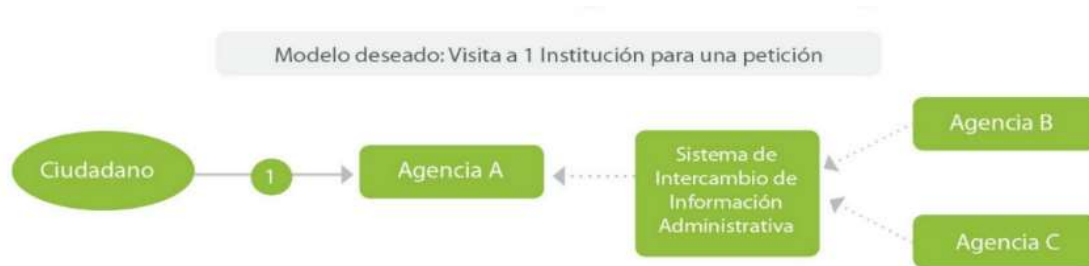 Modelo deseado: Visita a 1 Institución para una petición
Ciudadano
1
Agencia A
Sistema de
Intercambio de
Información
Administrativa
Agencia B
Agencia C